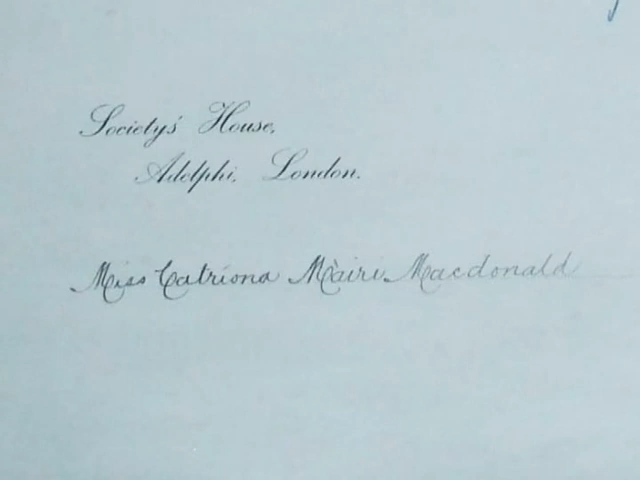 Societys' House,
Adelphi, London.
Miss Catriona Màiri Macdonald